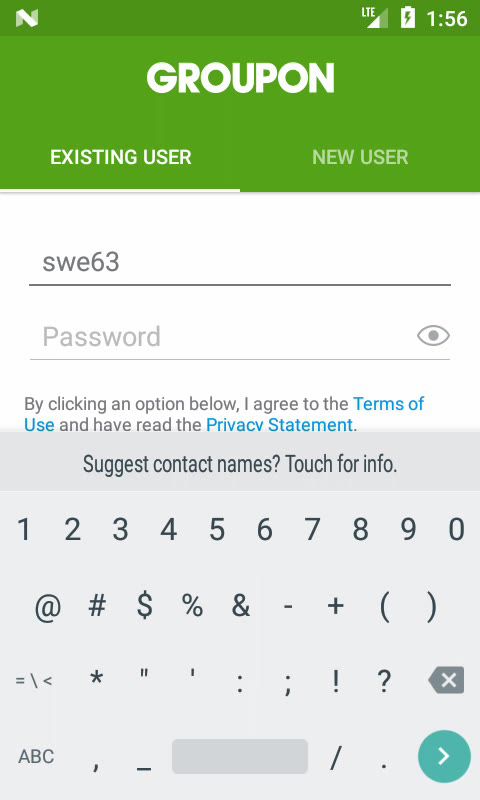 LTE 1:56
GROUPON
EXISTING USER NEW USER
swe63
Password
By clicking an option below, I agree to the Terms of
Use and have read the Privacy Statement.
Suggest contact names? Touch for info.
1 2 3 4 5 6 7 8 9 0
@ # $ % & - + ( )
= \ < * " ' : ; ! ?
ABC , _ / .